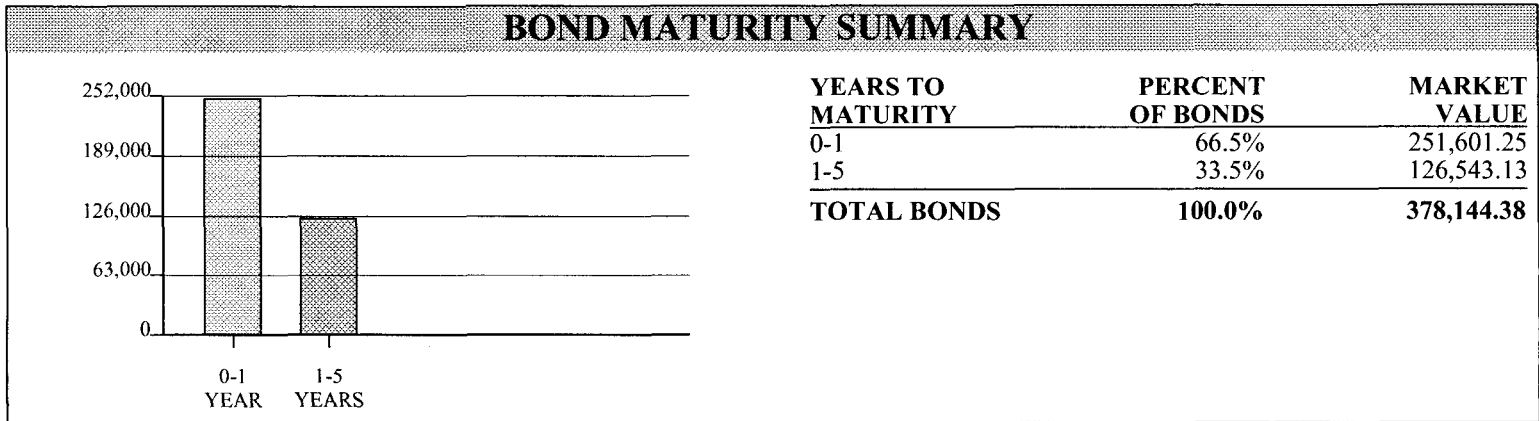 BOND MATURITY SUMMARY
252,000
189,000
126,000
63,000
0
0-1 1-5
YEAR YEARS
YEARS TO PERCENT MARKET
MATURITY OF BONDS VALUE
0-1 66.5% 251,601.25
1-5 33.5% 126,543.13
TOTAL BONDS 100.0% 378,144.38